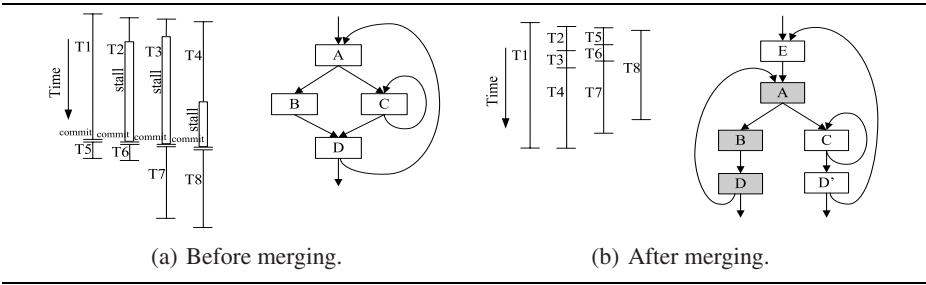 T1
T2
T3
T4
Time
stall
stall
stall
commit
commit
commit
commit
T5
T6
T7
T8
A
B
C
D
T1
T2
T3
T4
T5
T6
T7
T8
Time
E
A
B
C
D
D'
(a) Before merging.
(b) After merging.